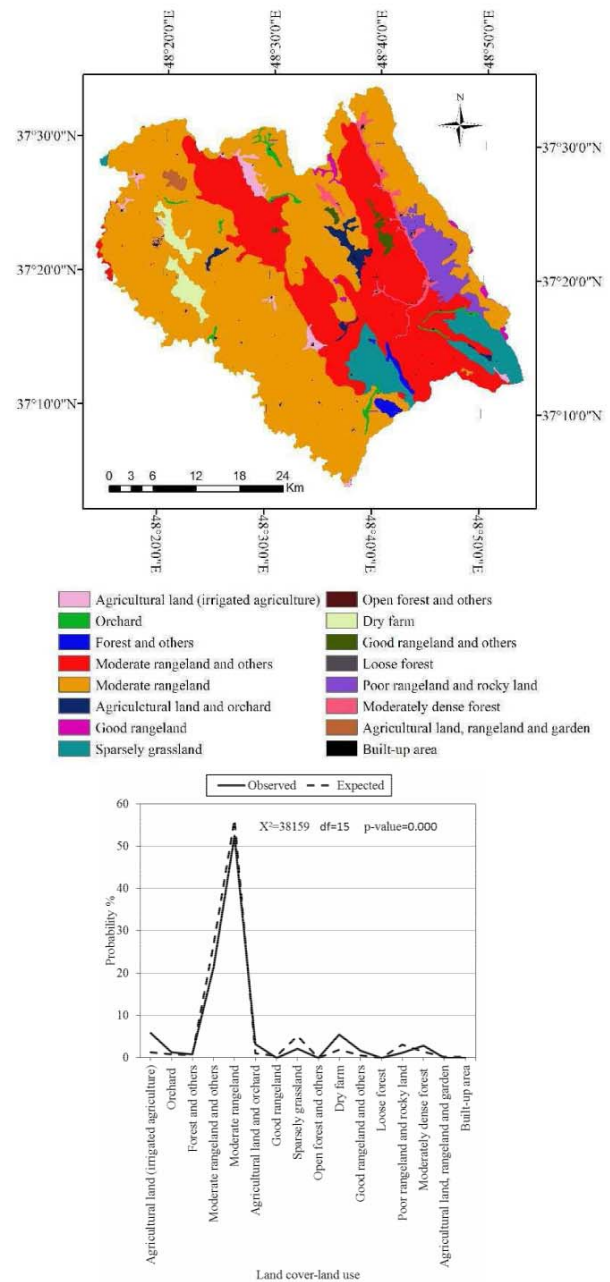 48°20'0"E
48°30'0"E
48°40'0"E
48°50'0"E
N
37°30'0"N
37°30'0"N
37°20'0"N
37°20'0"N
37°10'0"N
37°10'0"N
0 3 6 12 18 24
Km
48°20'0"E
48°30'0"E
48°40'0"E
48°50'0"E
Agricultural land (irrigated agriculture)
Open forest and others
Orchard
Dry farm
Forest and others
Good rangeland and others
Moderate rangeland and others
Loose forest
Moderate rangeland
Poor rangeland and rocky land
Agriculctural land and orchard
Moderately dense forest
Good rangeland
Agricultural land, rangeland and garden
Sparsely grassland
Built-up area
Observed
Expected
X²=38159 df=15 p-value=0.000
60
50
40
30
20
10
0
Probability %
Agricultural land (irrigated agriculture)
Orchard
Forest and others
Moderate rangeland and others
Moderate rangeland
Agricultural land and orchard
Good rangeland
Sparsely grassland
Open forest and others
Dry farm
Good rangeland and others
Loose forest
Poor rangeland and rocky land
Moderately dense forest
Agricultural land, rangeland and garden
Built-up area
Land cover-land use